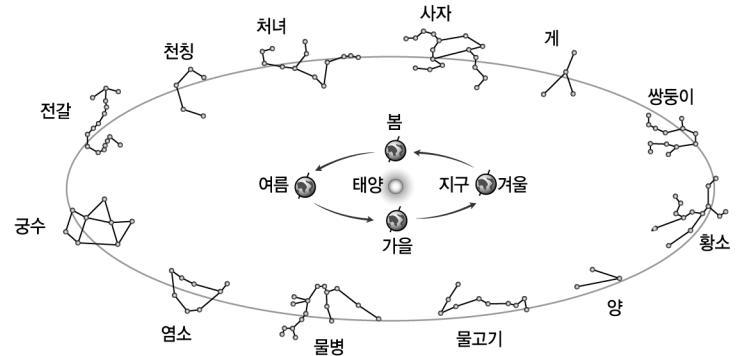 사자
처녀
게
천칭
쌍둥이
전갈
봄
여름
태양
지구
겨울
가을
궁수
황소
양
염소
물병
물고기